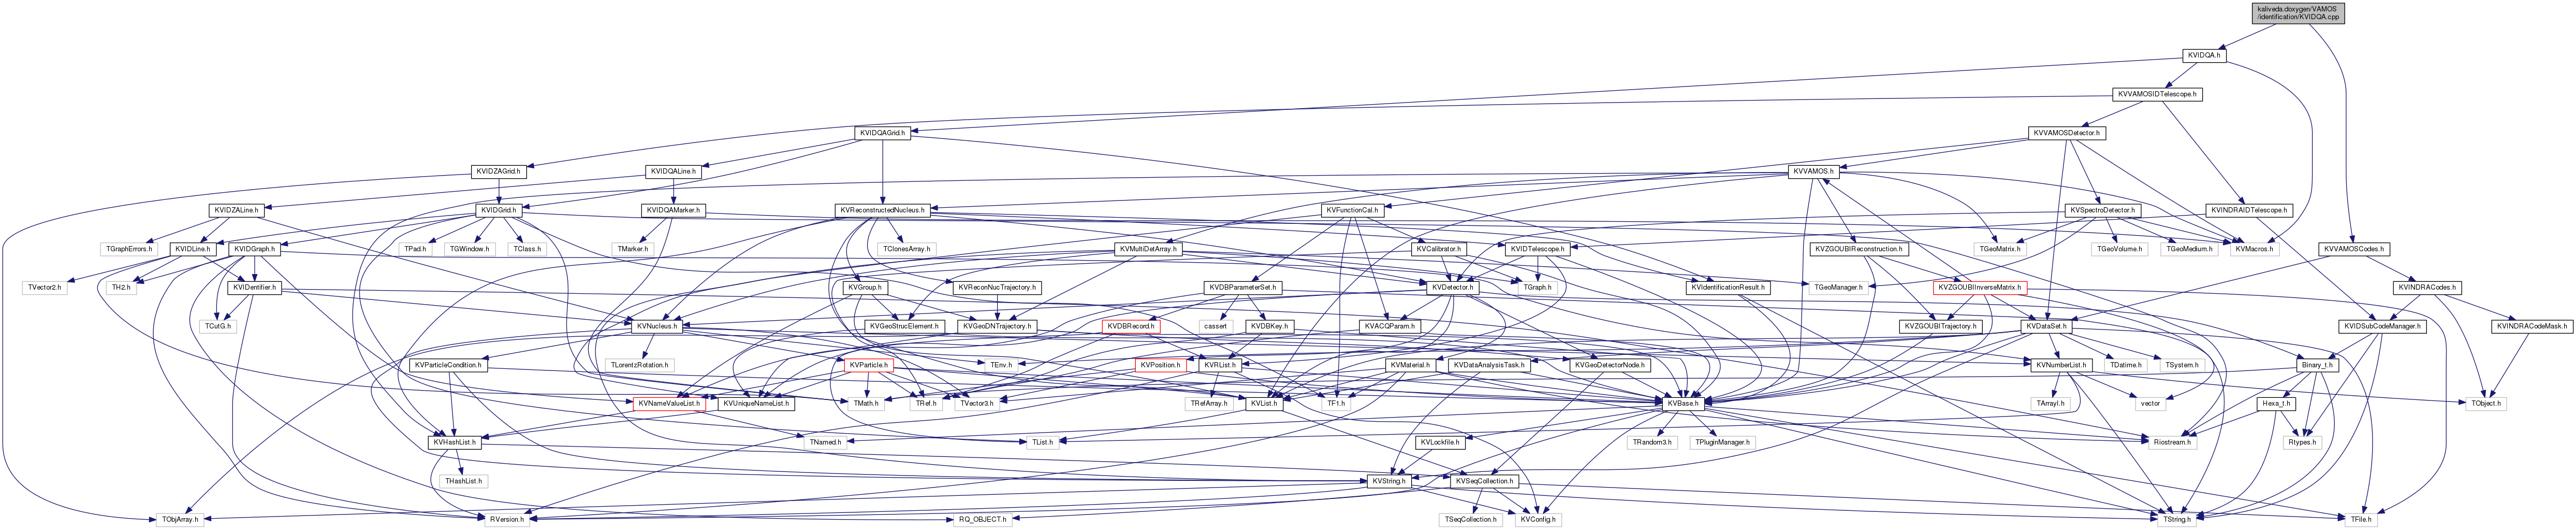 kaliveda.doxygen/VAMOS
/identification/KVIDQA.cpp
KVIDQA.h
KVVAMOSIDTelescope.h
KVIDQAGrid.h
KVVAMOSDetector.h
KVIDZAGrid.h
KVIDQALine.h
KVVAMOS.h
KVIDZALine.h
KVIDGrid.h
KVIDQAMarker.h
KVReconstructedNucleus.h
KVFunctionCal.h
KVSpectroDetector.h
KVINDRAIDTelescope.h
TGraphErrors.h
KVIDLine.h
KVIDGraph.h
TPad.h
TGWindow.h
TClass.h
TMarker.h
TClonesArray.h
KVMultiDetArray.h
KVCalibrator.h
KVIDTelescope.h
KVZGOUBIReconstruction.h
TGeoMatrix.h
TGeoVolume.h
TGeoMedium.h
KVMacros.h
KVVAMOSCodes.h
TVector2.h
TH2.h
KVIDentifier.h
KVGroup.h
KVReconNucTrajectory.h
KVDBParameterSet.h
KVDetector.h
TGraph.h
KVIdentificationResult.h
TGeoManager.h
KVZGOUBIInverseMatrix.h
KVINDRACodes.h
TCutG.h
KVNucleus.h
KVGeoStrucElement.h
KVGeoDNTrajectory.h
KVDBRecord.h
cassert
KVDBKey.h
KVACQParam.h
KVZGOUBITrajectory.h
KVDataSet.h
KVIDSubCodeManager.h
KVINDRACodeMask.h
KVParticleCondition.h
TLorentzRotation.h
KVParticle.h
TEnv.h
KVPosition.h
KVRList.h
KVMaterial.h
KVDataAnalysisTask.h
KVGeoDetectorNode.h
KVNumberList.h
TDatime.h
TSystem.h
Binary_t.h
KVNameValueList.h
KVUniqueNameList.h
TMath.h
TRef.h
TVector3.h
TRefArray.h
TF1.h
KVList.h
KVBase.h
TArrayI.h
vector
Hexa_t.h
TObject.h
KVHashList.h
TNamed.h
TList.h
KVLockfile.h
TRandom3.h
TPluginManager.h
Riostream.h
Rtypes.h
THashList.h
KVString.h
KVSeqCollection.h
TObjArray.h
RVersion.h
RQ_OBJECT.h
TSeqCollection.h
KVConfig.h
TString.h
TFile.h